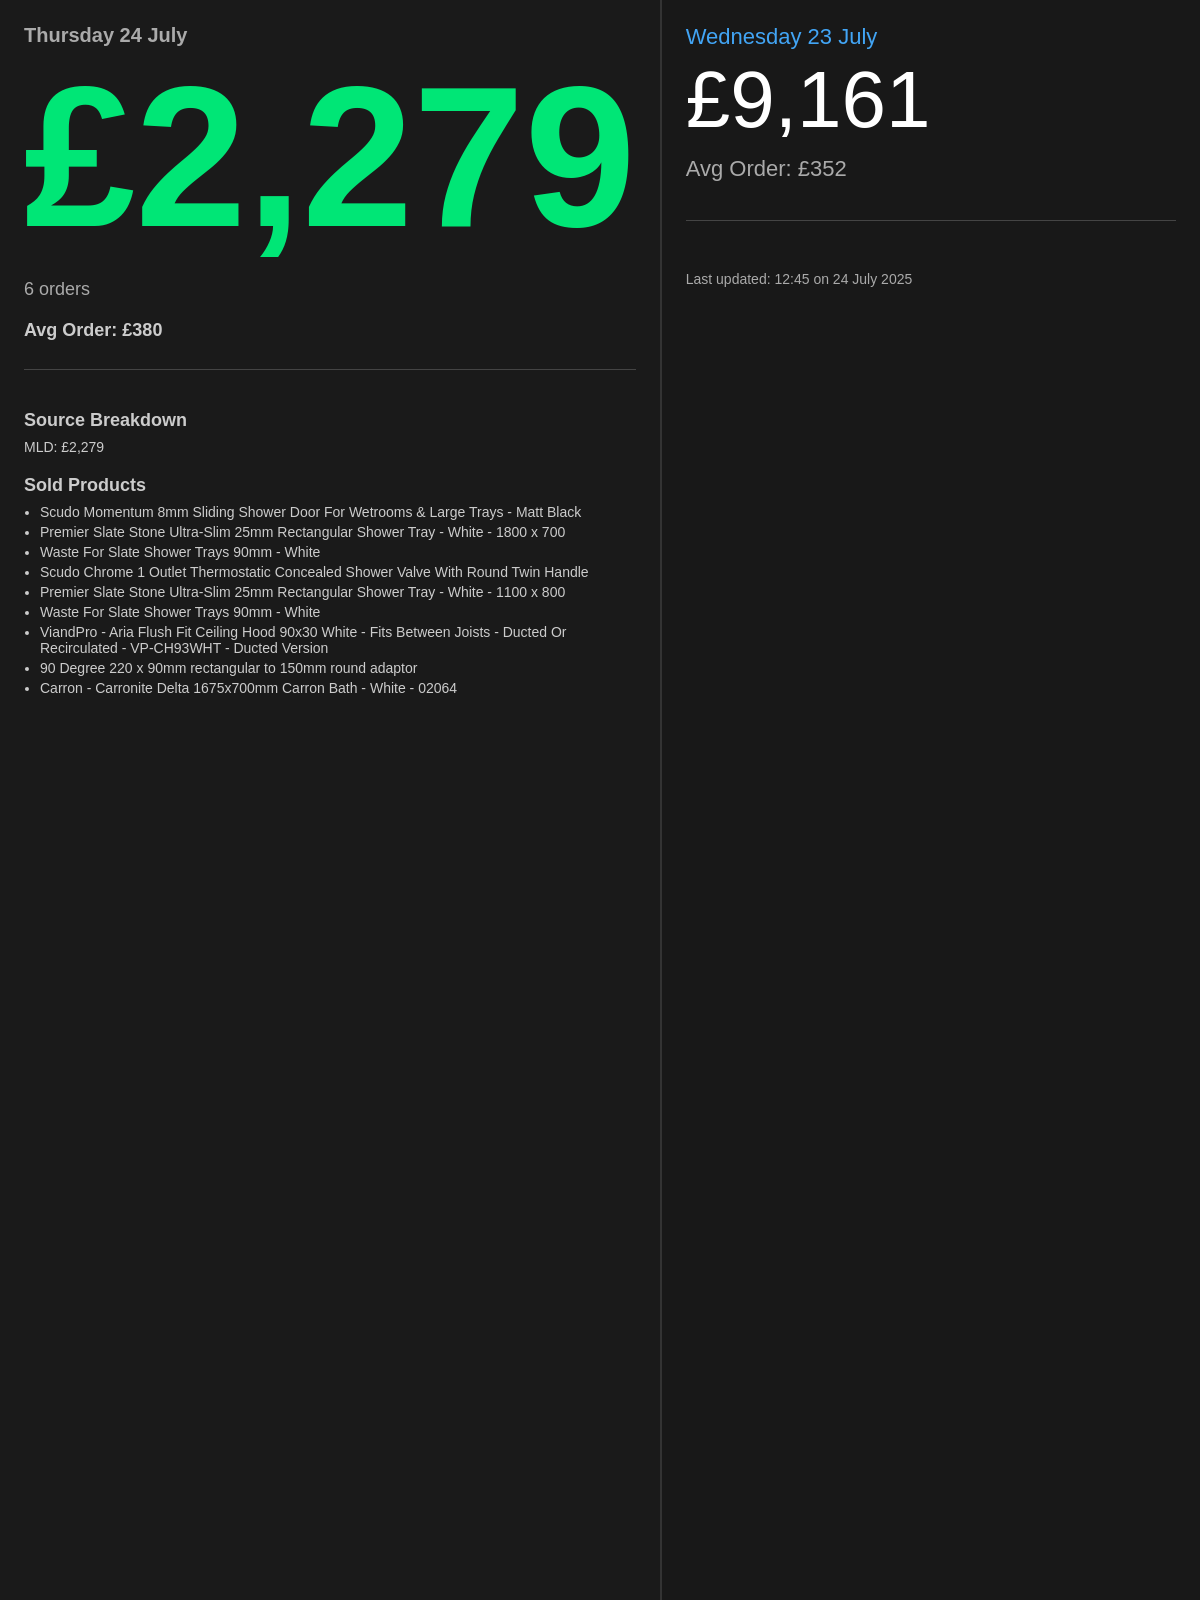 Thursday 24 July
£2,279
6 orders
Avg Order: £380
Source Breakdown
MLD: £2,279
Sold Products
• Scudo Momentum 8mm Sliding Shower Door For Wetrooms & Large Trays - Matt Black
• Premier Slate Stone Ultra-Slim 25mm Rectangular Shower Tray - White - 1800 x 700
• Waste For Slate Shower Trays 90mm - White
• Scudo Chrome 1 Outlet Thermostatic Concealed Shower Valve With Round Twin Handle
• Premier Slate Stone Ultra-Slim 25mm Rectangular Shower Tray - White - 1100 x 800
• Waste For Slate Shower Trays 90mm - White
• ViandPro - Aria Flush Fit Ceiling Hood 90x30 White - Fits Between Joists - Ducted Or
Recirculated - VP-CH93WHT - Ducted Version
• 90 Degree 220 x 90mm rectangular to 150mm round adaptor
• Carron - Carronite Delta 1675x700mm Carron Bath - White - 02064
Wednesday 23 July
£9,161
Avg Order: £352
Last updated: 12:45 on 24 July 2025